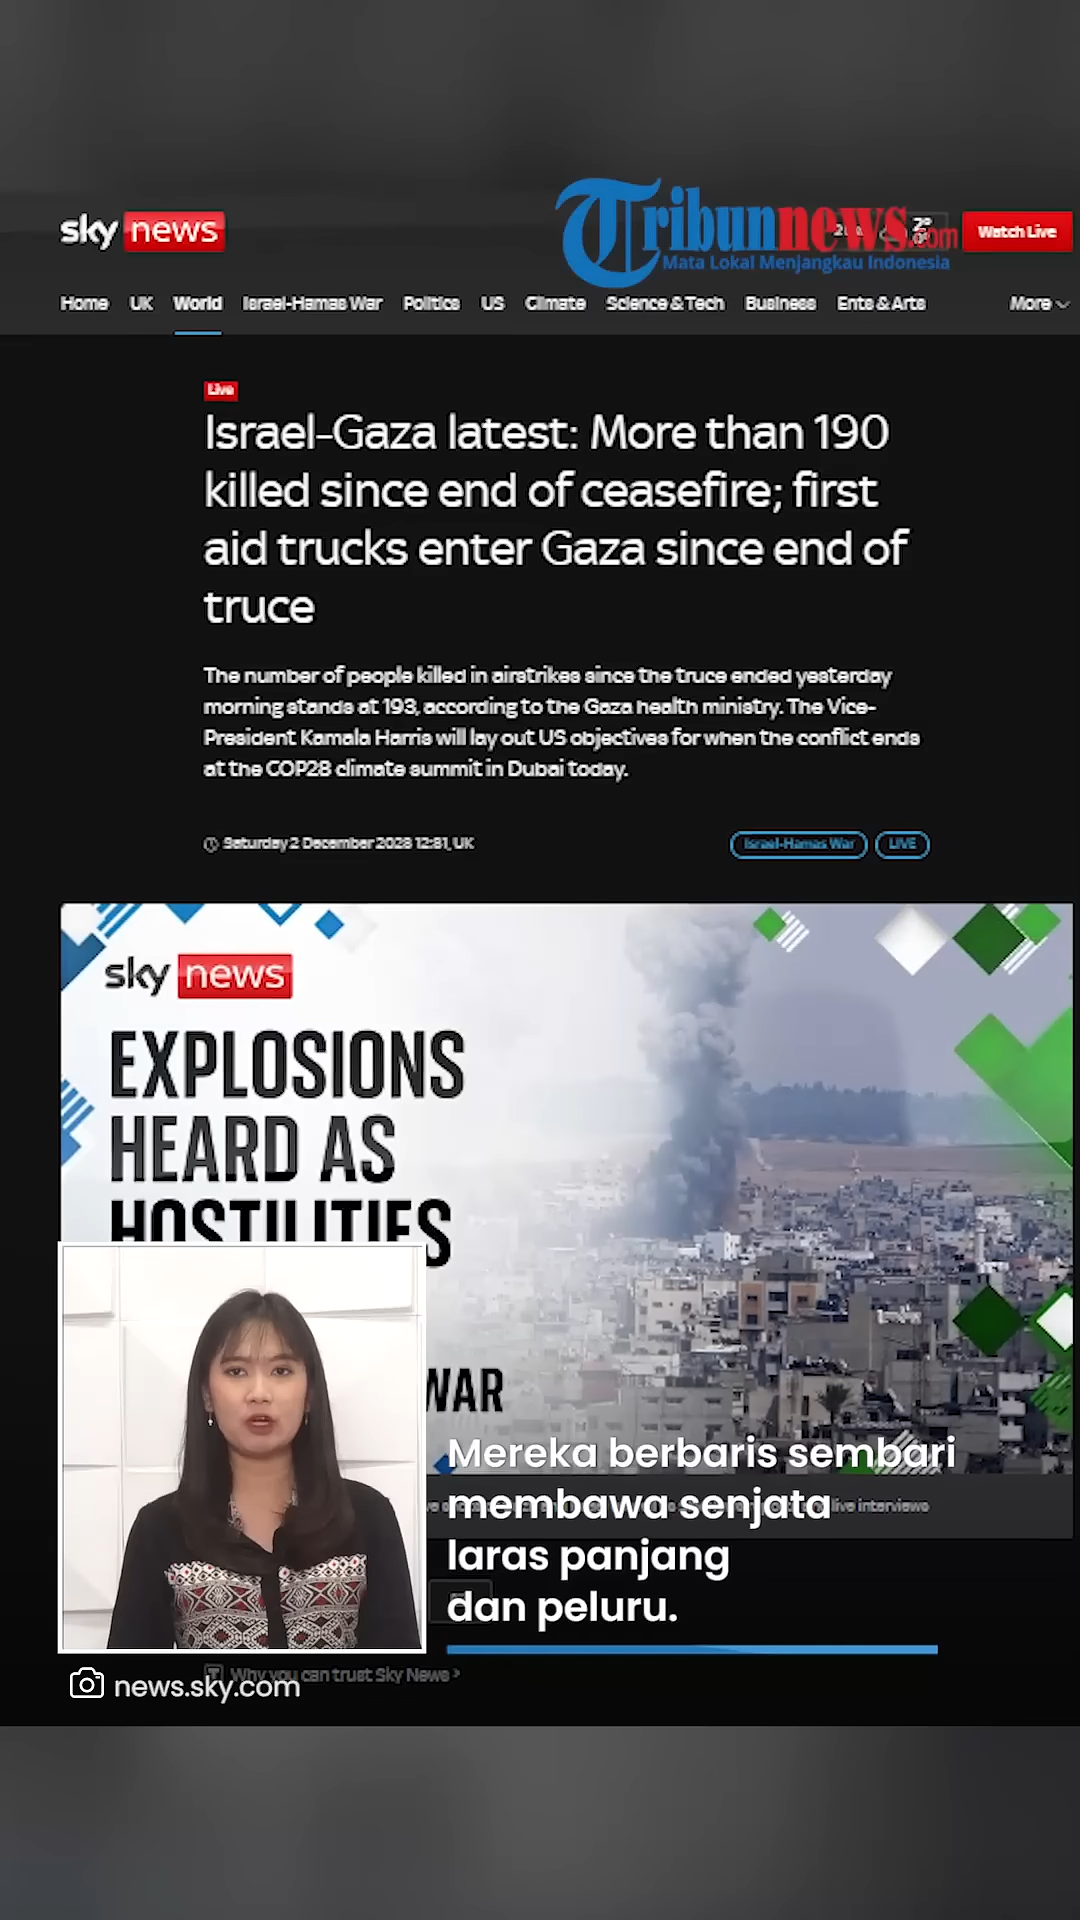 sky news
Tribunnews.com
Mata Lokal Menjangkau Indonesia
Watch Live
Home UK World Israel-Hamas War Politics US Climate Science & Tech Business Ents & Arts More
Live
Israel-Gaza latest: More than 190
killed since end of ceasefire; first
aid trucks enter Gaza since end of
truce
The number of people killed in airstrikes since the truce ended yesterday
morning stands at 193, according to the Gaza health ministry. The Vice-
President Kamala Harris will lay out US objectives for when the conflict ends
at the COP28 climate summit in Dubai today.
Saturday 2 December 2023 12:31, UK
Israel-Hamas War LIVE
sky news
EXPLOSIONS
HEARD AS
HOSTILITIES
WAR
Mereka berbaris sembari
membawa senjata
live interviews
laras panjang
dan peluru.
Why you can trust Sky News >
news.sky.com